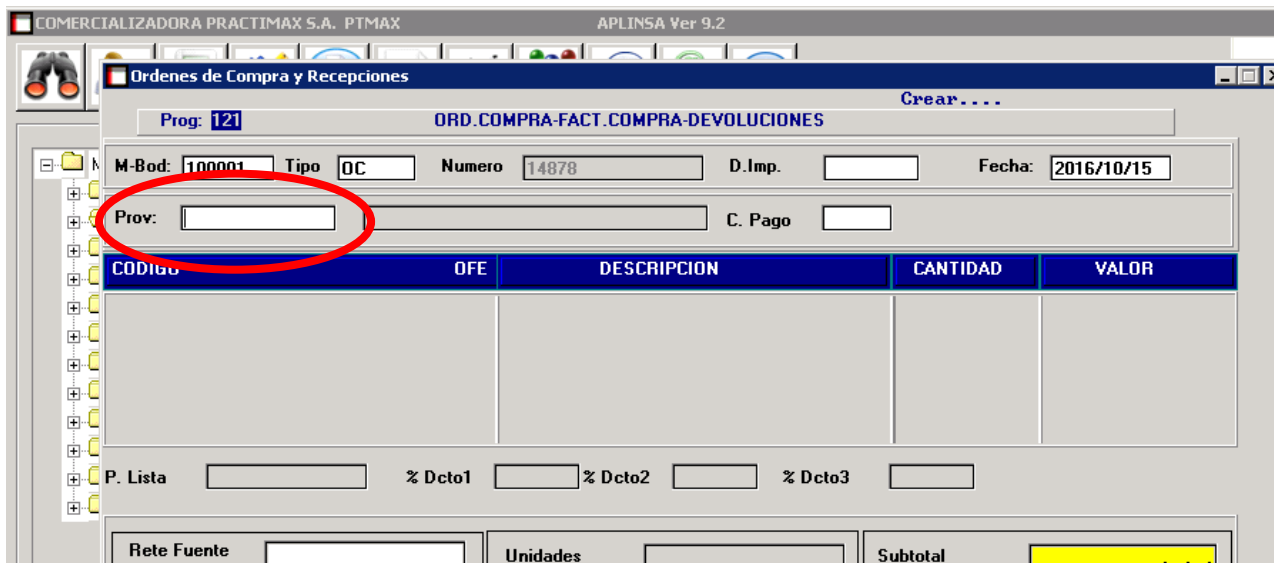 COMERCIALIZADORA PRACTIMAX S.A. PTMAX APLINSA Ver 9.2
Ordenes de Compra y Recepciones
Crear....
Prog: 121 ORD.COMPRA-FACT.COMPRA-DEVOLUCIONES
M-Bod: 100001 Tipo OC Numero 14878 D.Imp. Fecha: 2016/10/15
Prov: C. Pago
CODIGO OFE DESCRIPCION CANTIDAD VALOR
P. Lista % Dcto1 % Dcto2 % Dcto3
Rete Fuente Unidades Subtotal